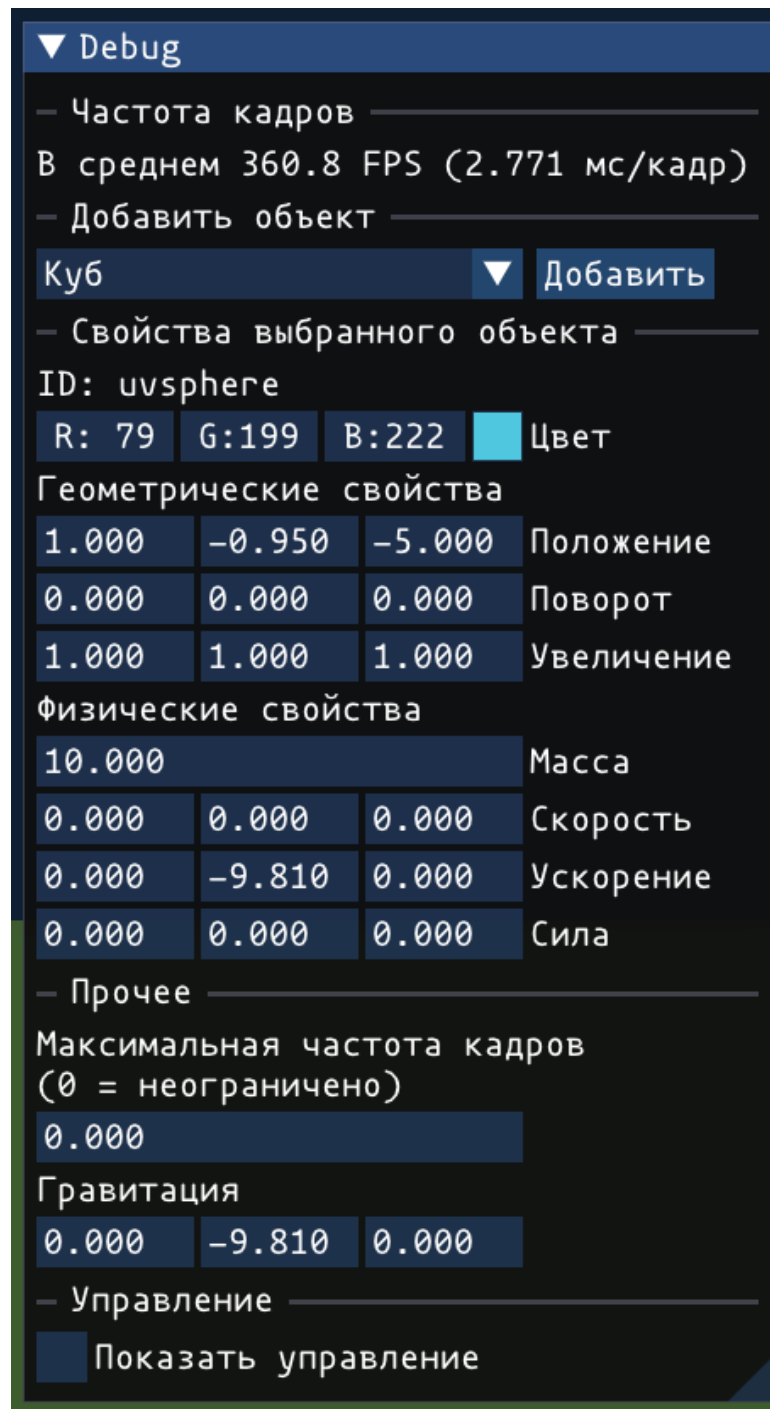 Debug
Частота кадров
В среднем 360.8 FPS (2.771 мс/кадр)
Добавить объект
Куб Добавить
Свойства выбранного объекта
ID: uvsphere
R: 79 G:199 B:222 Цвет
Геометрические свойства
1.000 -0.950 -5.000 Положение
0.000 0.000 0.000 Поворот
1.000 1.000 1.000 Увеличение
Физические свойства
10.000 Масса
0.000 0.000 0.000 Скорость
0.000 -9.810 0.000 Ускорение
0.000 0.000 0.000 Сила
Прочее
Максимальная частота кадров
(0 = неограничено)
0.000
Гравитация
0.000 -9.810 0.000
Управление
Показать управление